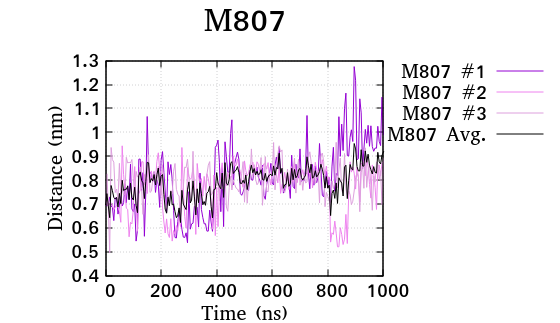 M807
1.3
1.2
1.1
1
0.9
0.8
0.7
0.6
0.5
0.4
Distance (nm)
0 200 400 600 800 1000
Time (ns)
M807 #1
M807 #2
M807 #3
M807 Avg.